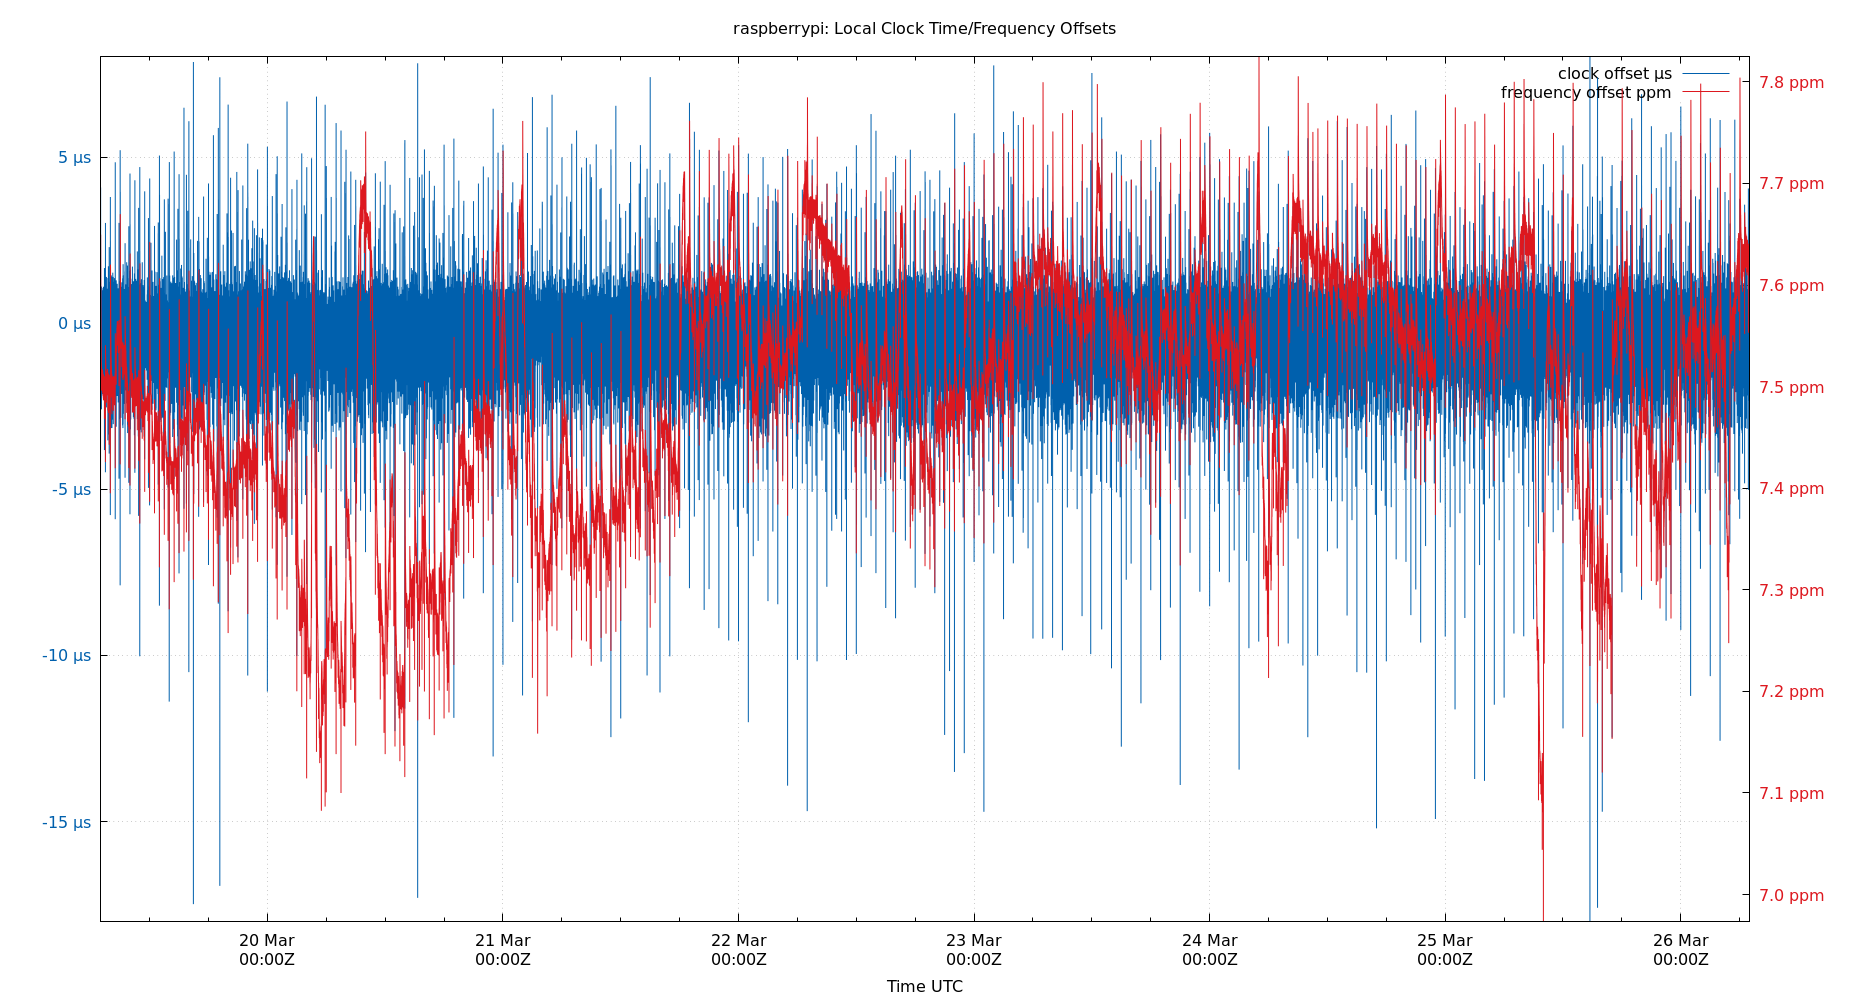 raspberrypi: Local Clock Time/Frequency Offsets
clock offset µs
frequency offset ppm
5 µs
0 µs
-5 µs
-10 µs
-15 µs
7.8 ppm
7.7 ppm
7.6 ppm
7.5 ppm
7.4 ppm
7.3 ppm
7.2 ppm
7.1 ppm
7.0 ppm
20 Mar
00:00Z
21 Mar
00:00Z
22 Mar
00:00Z
23 Mar
00:00Z
24 Mar
00:00Z
25 Mar
00:00Z
26 Mar
00:00Z
Time UTC